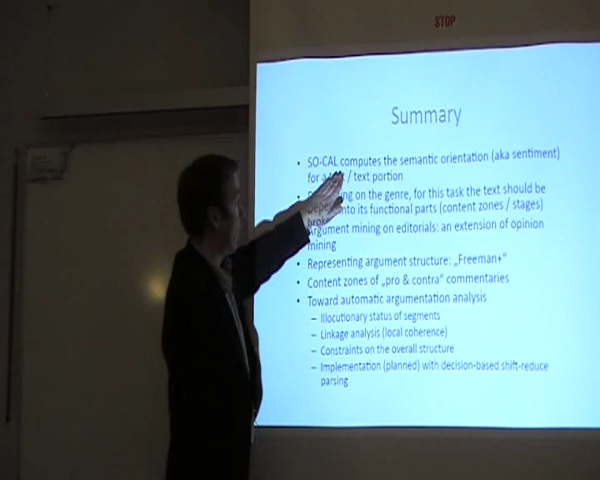 STOP
Summary
• SO-CAL computes the semantic orientation (aka sentiment)
for a / text portion
• ing on the genre, for this task the text should be
into its functional parts (content zones / stages)
• Argument mining on editorials: an extension of opinion
mining
• Representing argument structure: „Freeman+“
• Content zones of „pro & contra“ commentaries
• Toward automatic argumentation analysis
– Illocutionary status of segments
– Linkage analysis (local coherence)
– Constraints on the overall structure
– Implementation (planned) with decision-based shift-reduce
parsing